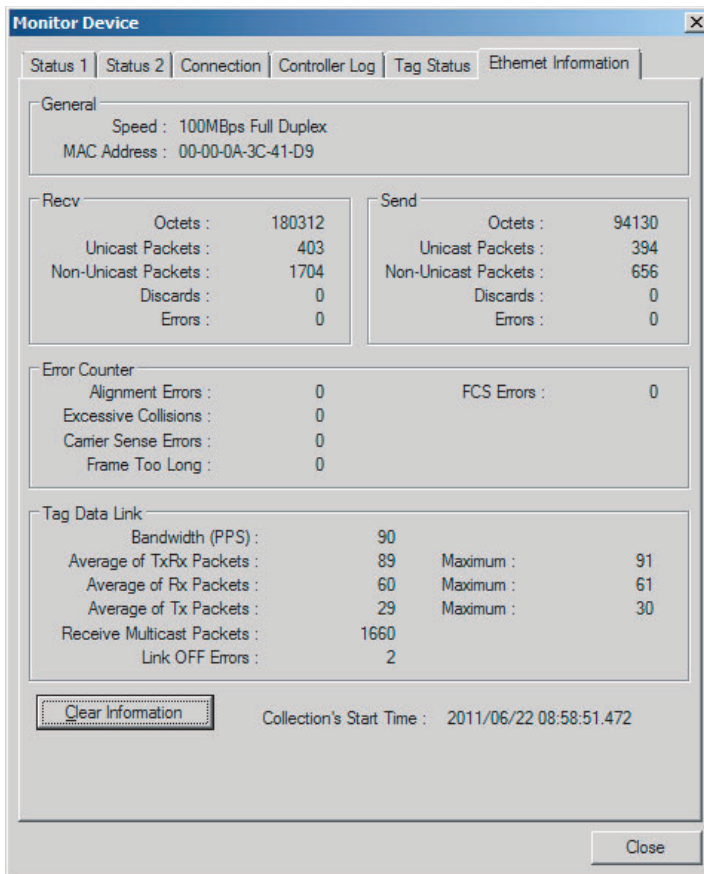 Monitor Device
Status 1 Status 2 Connection Controller Log Tag Status Ethernet Information
General
Speed : 100MBps Full Duplex
MAC Address : 00-00-0A-3C-41-D9
Recv
Octets : 180312
Unicast Packets : 403
Non-Unicast Packets : 1704
Discards : 0
Errors : 0
Send
Octets : 94130
Unicast Packets : 394
Non-Unicast Packets : 656
Discards : 0
Errors : 0
Error Counter
Alignment Errors : 0 FCS Errors : 0
Excessive Collisions : 0
Carrier Sense Errors : 0
Frame Too Long : 0
Tag Data Link
Bandwidth (PPS) : 90
Average of TxRx Packets : 89 Maximum : 91
Average of Rx Packets : 60 Maximum : 61
Average of Tx Packets : 29 Maximum : 30
Receive Multicast Packets : 1660
Link OFF Errors : 2
Clear Information Collection's Start Time : 2011/06/22 08:58:51.472
Close